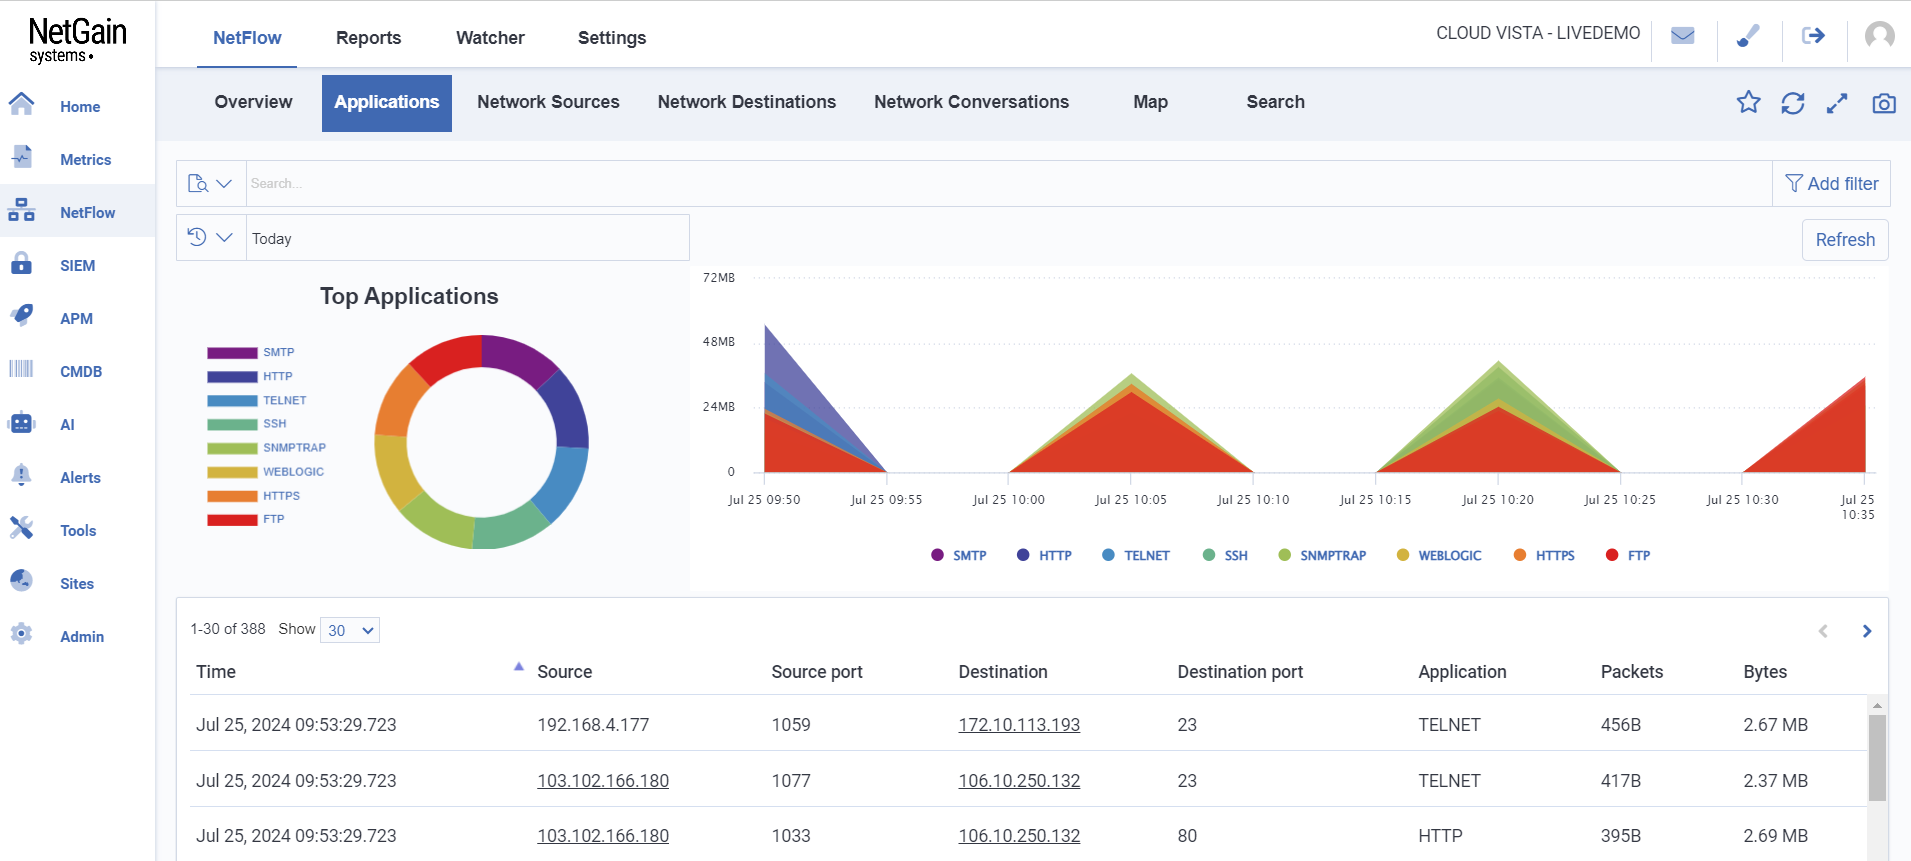 NetGain
systems
NetFlow Reports Watcher Settings
CLOUD VISTA - LIVEDEMO
Home
Metrics
NetFlow
SIEM
APM
CMDB
AI
Alerts
Tools
Sites
Admin
Overview Applications Network Sources Network Destinations Network Conversations Map Search
Search...
Add filter
Today
Refresh
Top Applications
SMTP
HTTP
TELNET
SSH
SNMPTRAP
WEBLOGIC
HTTPS
FTP
72MB
48MB
24MB
0
Jul 25 09:50 Jul 25 09:55 Jul 25 10:00 Jul 25 10:05 Jul 25 10:10 Jul 25 10:15 Jul 25 10:20 Jul 25 10:25 Jul 25 10:30 Jul 25
10:35
SMTP HTTP TELNET SSH SNMPTRAP WEBLOGIC HTTPS FTP
1-30 of 388 Show 30
Time Source Source port Destination Destination port Application Packets Bytes
Jul 25, 2024 09:53:29.723 192.168.4.177 1059 172.10.113.193 23 TELNET 456B 2.67 MB
Jul 25, 2024 09:53:29.723 103.102.166.180 1077 106.10.250.132 23 TELNET 417B 2.37 MB
Jul 25, 2024 09:53:29.723 103.102.166.180 1033 106.10.250.132 80 HTTP 395B 2.69 MB